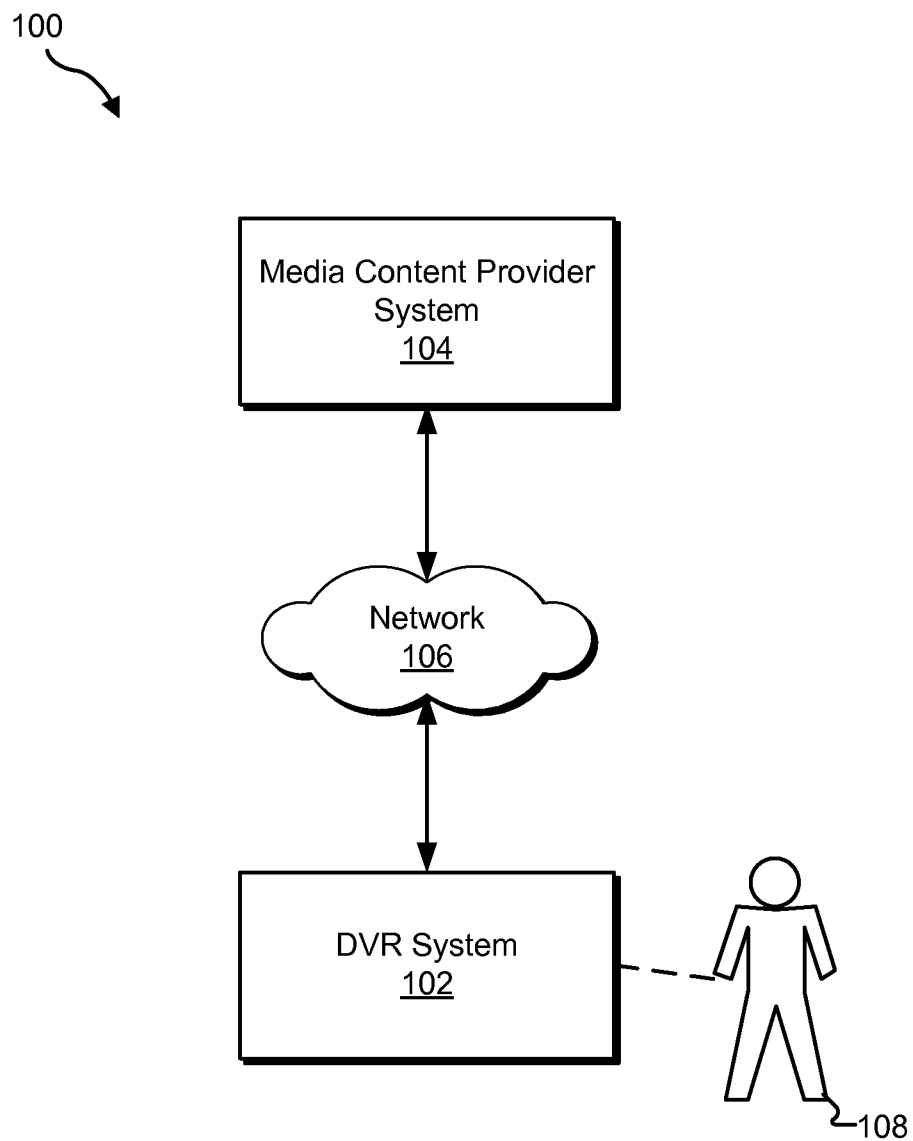 100
Media Content Provider
System
104
Network
106
DVR System
102
108